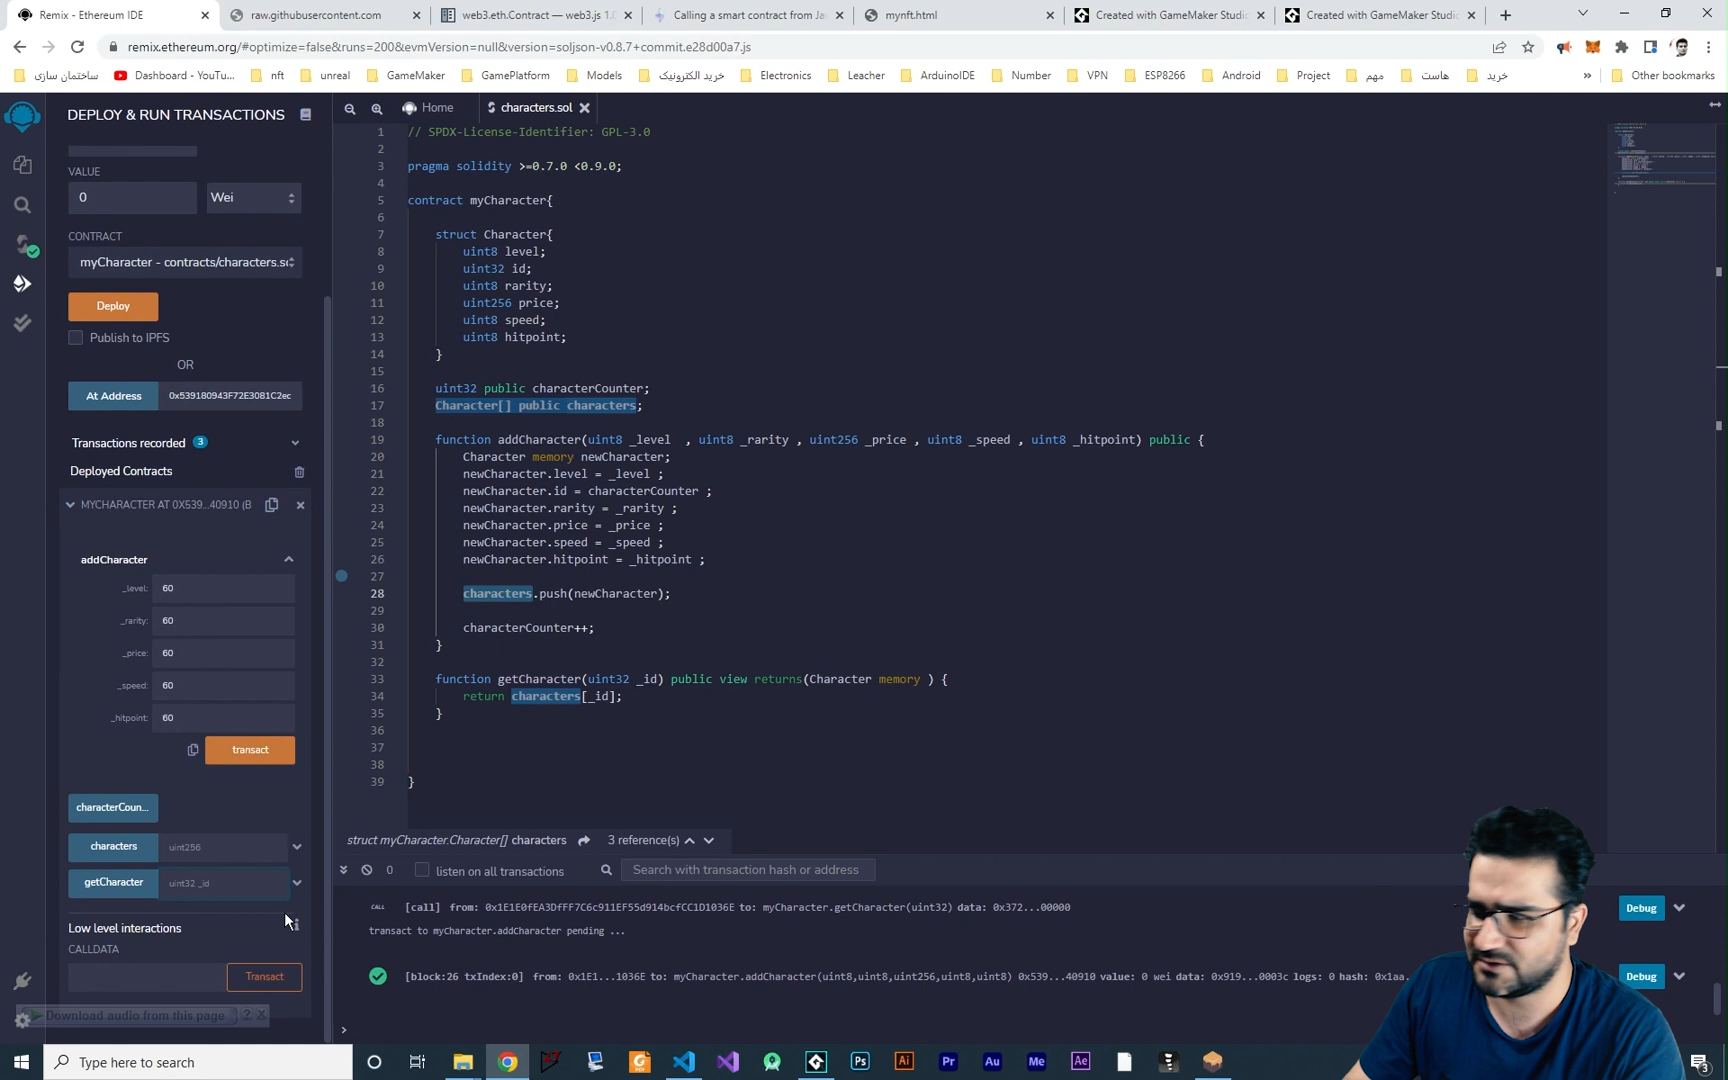 Remix - Ethereum IDE
raw.githubusercontent.com
web3.eth.Contract — web3.js 1.0
Calling a smart contract from Ja
mynft.html
Created with GameMaker Studio
Created with GameMaker Studio
remix.ethereum.org/#optimize=false&runs=200&evmVersion=null&version=soljson-v0.8.7+commit.e28d00a7.js
ساختمان سازی
Dashboard - YouTu...
nft
unreal
GameMaker
GamePlatform
Models
خرید الکترونیک
Electronics
Leacher
ArduinoIDE
Number
VPN
ESP8266
Android
Project
مهم
هاست
خرید
»
Other bookmarks
DEPLOY & RUN TRANSACTIONS
VALUE
0
Wei
CONTRACT
myCharacter - contracts/characters.so
Deploy
Publish to IPFS
OR
At Address
0x539180943F72E3081C2ec
Transactions recorded 3
Deployed Contracts
MYCHARACTER AT 0X539...40910 (B
addCharacter
_level: 60
_rarity: 60
_price: 60
_speed: 60
_hitpoint: 60
transact
characterCoun...
characters uint256
getCharacter uint32 _id
Low level interactions
CALLDATA
Transact
Download audio from this page ? X
Home
characters.sol
1 // SPDX-License-Identifier: GPL-3.0
2
3 pragma solidity >=0.7.0 <0.9.0;
4
5 contract myCharacter{
6
7 struct Character{
8 uint8 level;
9 uint32 id;
10 uint8 rarity;
11 uint256 price;
12 uint8 speed;
13 uint8 hitpoint;
14 }
15
16 uint32 public characterCounter;
17 Character[] public characters;
18
19 function addCharacter(uint8 _level , uint8 _rarity , uint256 _price , uint8 _speed , uint8 _hitpoint) public {
20 Character memory newCharacter;
21 newCharacter.level = _level ;
22 newCharacter.id = characterCounter ;
23 newCharacter.rarity = _rarity ;
24 newCharacter.price = _price ;
25 newCharacter.speed = _speed ;
26 newCharacter.hitpoint = _hitpoint ;
27
28 characters.push(newCharacter);
29
30 characterCounter++;
31 }
32
33 function getCharacter(uint32 _id) public view returns(Character memory ) {
34 return characters[_id];
35 }
36
37
38
39 }
struct myCharacter.Character[] characters
3 reference(s)
0
listen on all transactions
Search with transaction hash or address
CALL [call] from: 0x1E1E0fEA3DfFF7C6c911EF55d914bcfCC1D1036E to: myCharacter.getCharacter(uint32) data: 0x372...00000
Debug
transact to myCharacter.addCharacter pending ...
[block:26 txIndex:0] from: 0x1E1...1036E to: myCharacter.addCharacter(uint8,uint8,uint256,uint8,uint8) 0x539...40910 value: 0 wei data: 0x919...0003c logs: 0 hash: 0x1aa..
Debug
>
Type here to search
Ps
Ai
Pr
Au
Me
Ae
3